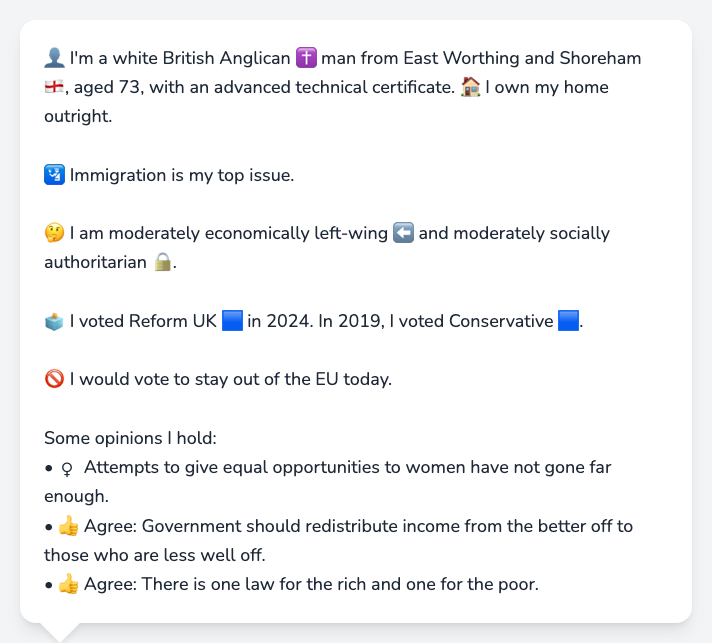 👤 I'm a white British Anglican ✝️ man from East Worthing and Shoreham
🏴󠁧󠁢󠁥󠁮󠁧󠁿, aged 73, with an advanced technical certificate. 🏠 I own my home
outright.
🛂 Immigration is my top issue.
🤔 I am moderately economically left-wing ⬅️ and moderately socially
authoritarian 🔒.
🗳️ I voted Reform UK 🟦 in 2024. In 2019, I voted Conservative 🟦.
🚫 I would vote to stay out of the EU today.
Some opinions I hold:
• ♀️ Attempts to give equal opportunities to women have not gone far
enough.
• 👍 Agree: Government should redistribute income from the better off to
those who are less well off.
• 👍 Agree: There is one law for the rich and one for the poor.